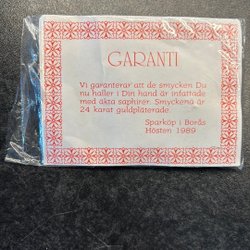 GARANTI
Vi garanterar att de smycken Du
nu håller i Din hand är infattade
med äkta saphirer. Smyckena är
24 karat guldpläterade.
Sparköp i Borås
Hösten 1989